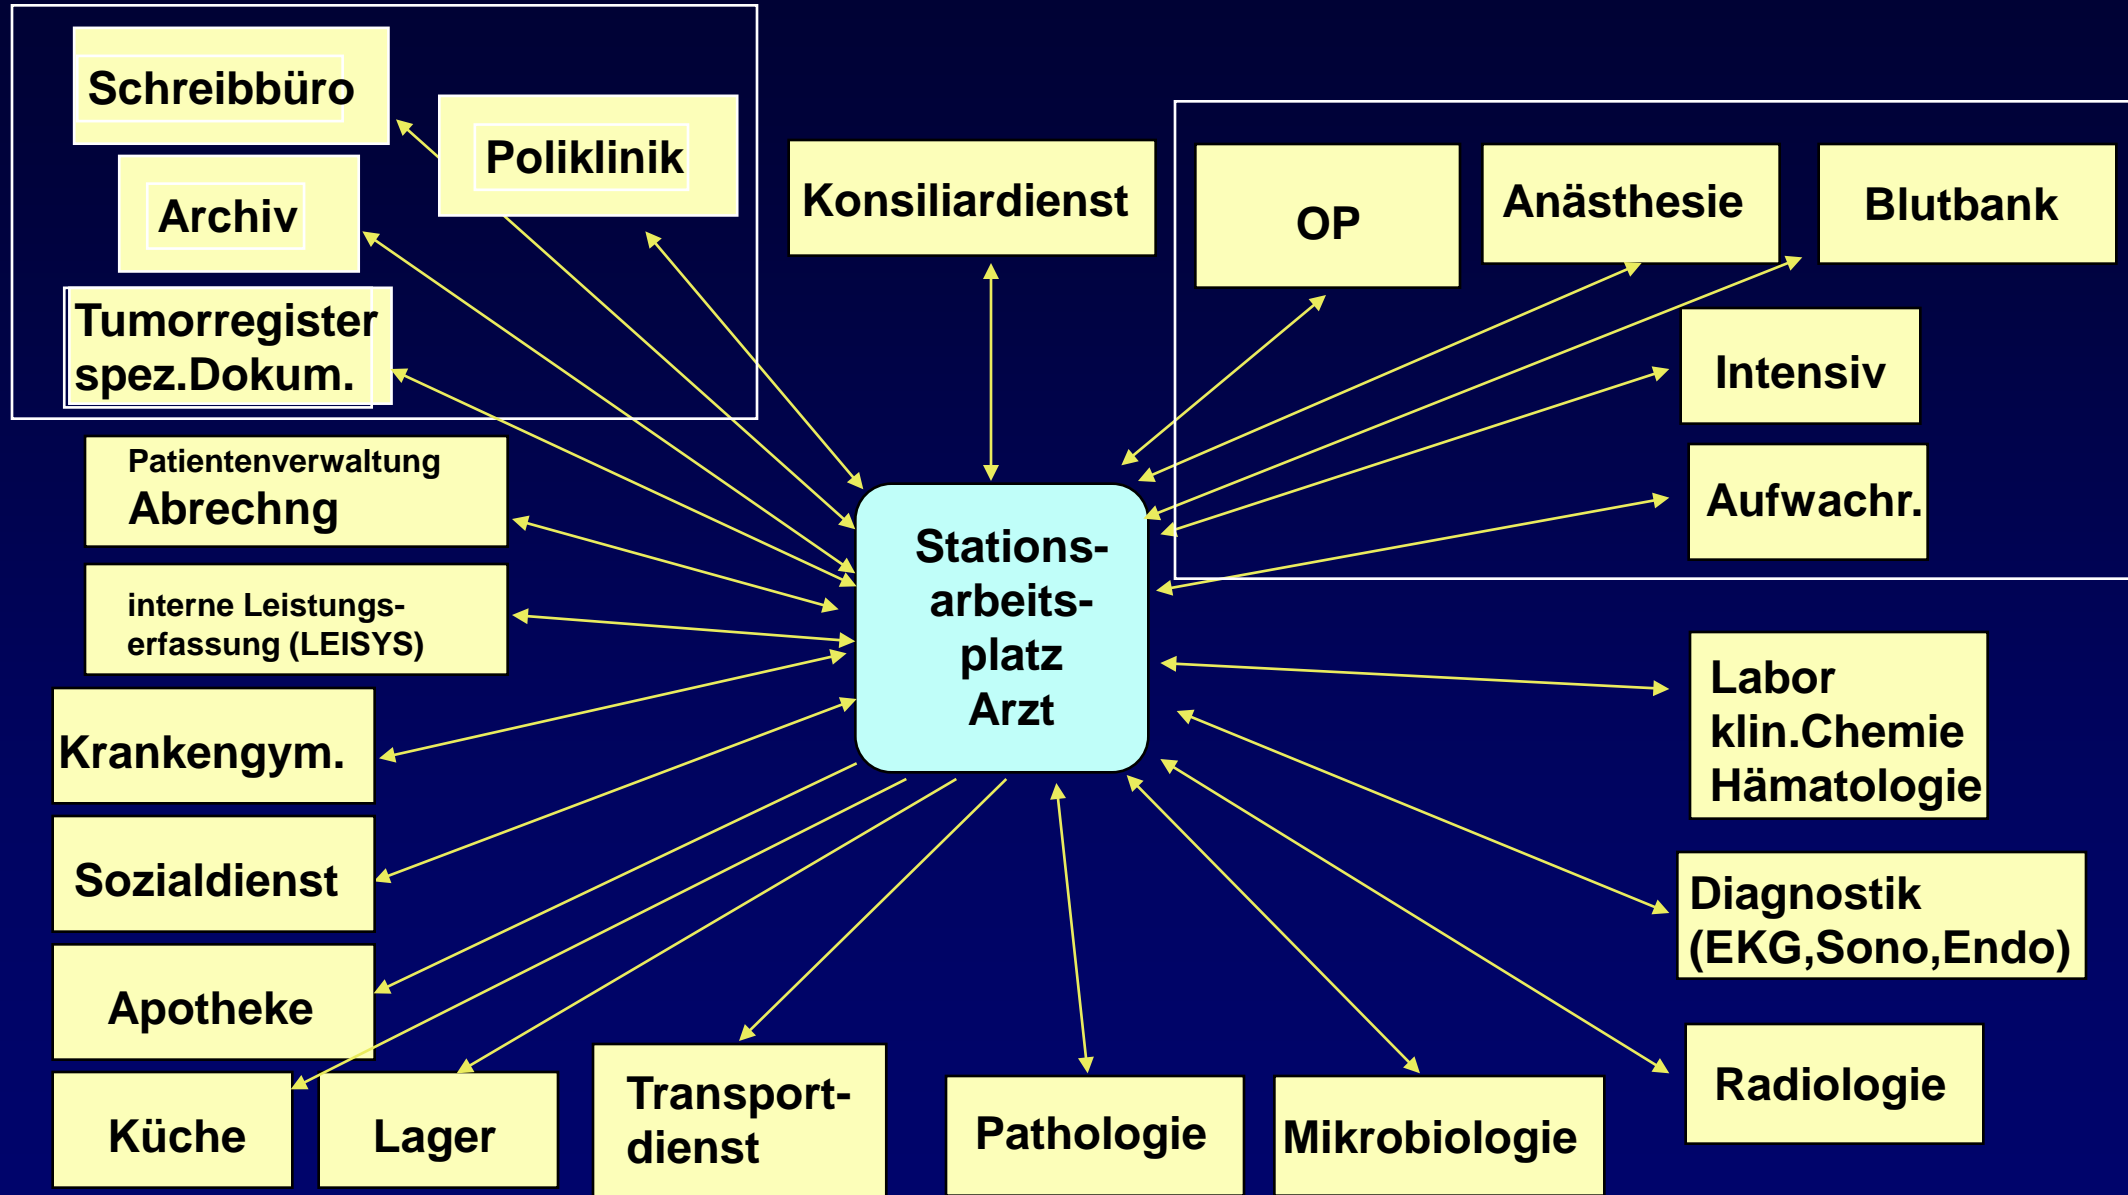 Schreibbüro
Poliklinik
Archiv
Tumorregister
spez.Dokum.
Konsiliardienst
OP
Anästhesie
Blutbank
Intensiv
Aufwachr.
Patientenverwaltung
Abrechng
interne Leistungs-
erfassung (LEISYS)
Stations-
arbeits-
platz
Arzt
Krankengym.
Sozialdienst
Apotheke
Küche
Lager
Transport-
dienst
Pathologie
Mikrobiologie
Labor
klin.Chemie
Hämatologie
Diagnostik
(EKG,Sono,Endo)
Radiologie